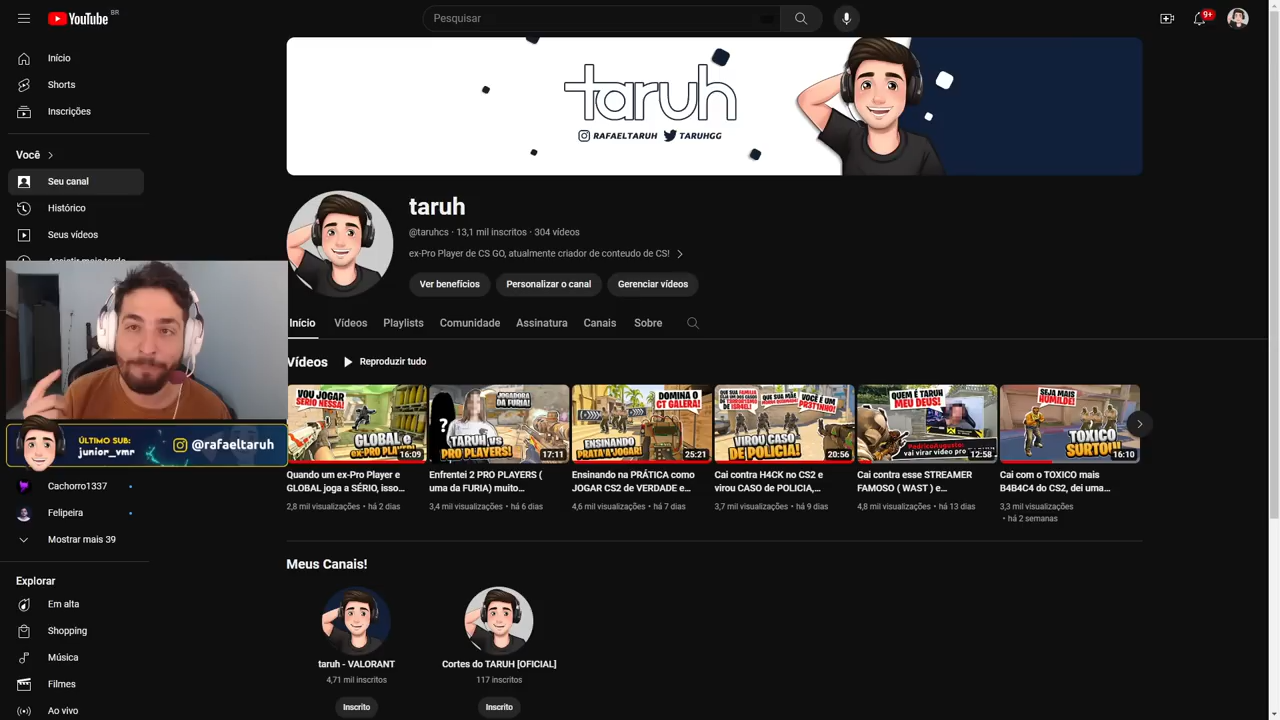 YouTube BR
Pesquisar
9+
Início
Shorts
Inscrições
Você
Seu canal
Histórico
Seus vídeos
Assistir mais tarde
ÚLTIMO SUB:
junior_vmr
@rafaeltaruh
Cachorro1337
Felipeira
Mostrar mais 39
Explorar
Em alta
Shopping
Música
Filmes
Ao vivo
taruh
RAFAELTARUH TARUHGG
taruh
@taruhcs · 13,1 mil inscritos · 304 vídeos
ex-Pro Player de CS GO, atualmente criador de conteudo de CS!
Ver benefícios Personalizar o canal Gerenciar vídeos
Início Vídeos Playlists Comunidade Assinatura Canais Sobre
Vídeos Reproduzir tudo
VOU JOGAR
SÉRIO NESSA!
GLOBAL
16:09
Quando um ex-Pro Player e
GLOBAL joga a SÉRIO, isso...
2,8 mil visualizações · há 2 dias
JOGADORA
DA FURIA!
?
TARUH VS
PRO PLAYERS!
17:11
Enfrentei 2 PRO PLAYERS (
uma da FURIA) muito...
3,4 mil visualizações · há 6 dias
DOMINA O
CT GALERA!
ENSINANDO
PRATA A JOGAR!
25:21
Ensinando na PRÁTICA como
JOGAR CS2 de VERDADE e...
4,6 mil visualizações · há 7 dias
VIROU CASO
DE POLICIA!
20:56
Cai contra H4CK no CS2 e
virou CASO de POLICIA,...
3,7 mil visualizações · há 9 dias
QUEM É TARUH
MEU DEUS!
vai virar vídeo pro
12:58
Cai contra esse STREAMER
FAMOSO ( WAST ) e...
4,8 mil visualizações · há 13 dias
SEJA MAIS
HUMILDE!
TOXICO
SURTOU!
16:10
Cai com o TOXICO mais
B4B4C4 do CS2, dei uma...
3,3 mil visualizações
· há 2 semanas
Meus Canais!
taruh - VALORANT
4,71 mil inscritos
Inscrito
Cortes do TARUH [OFICIAL]
117 inscritos
Inscrito